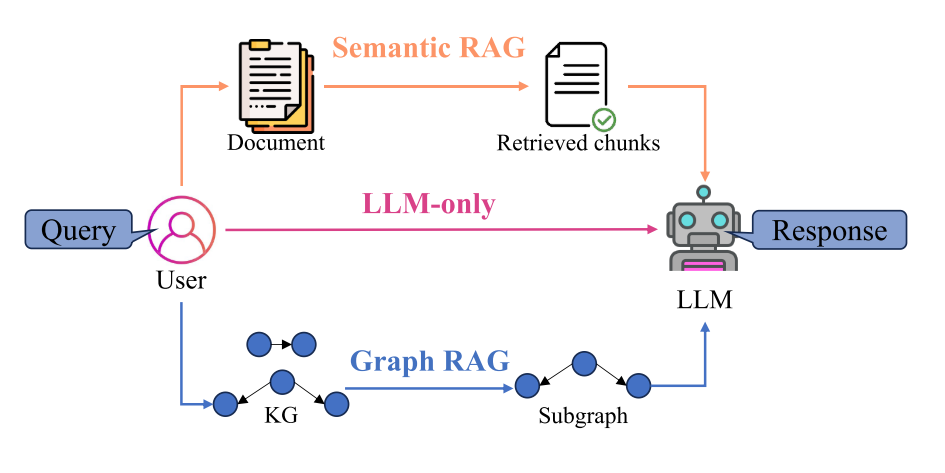 Semantic RAG
Document
Retrieved chunks
LLM-only
Query
Response
User
LLM
Graph RAG
KG
Subgraph